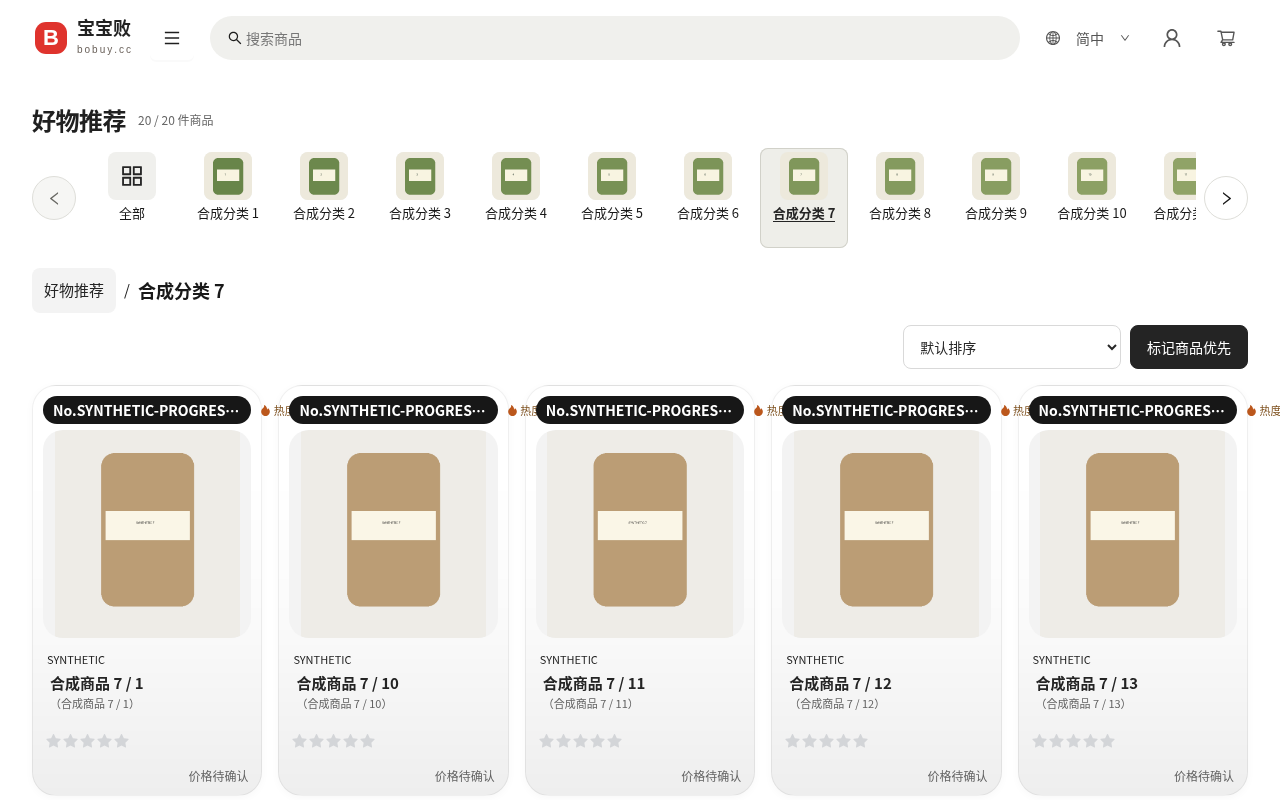 B 宝宝败
bobuy.cc
搜索商品
简中
好物推荐 20 / 20 件商品
全部
合成分类 1
合成分类 2
合成分类 3
合成分类 4
合成分类 5
合成分类 6
合成分类 7
合成分类 8
合成分类 9
合成分类 10
合成分
好物推荐 / 合成分类 7
默认排序
标记商品优先
No.SYNTHETIC-PROGRES… 热度
No.SYNTHETIC-PROGRES… 热度
No.SYNTHETIC-PROGRES… 热度
No.SYNTHETIC-PROGRES… 热度
No.SYNTHETIC-PROGRES… 热度
SYNTHETIC
合成商品 7 / 1
（合成商品 7 / 1）
价格待确认
SYNTHETIC
合成商品 7 / 10
（合成商品 7 / 10）
价格待确认
SYNTHETIC
合成商品 7 / 11
（合成商品 7 / 11）
价格待确认
SYNTHETIC
合成商品 7 / 12
（合成商品 7 / 12）
价格待确认
SYNTHETIC
合成商品 7 / 13
（合成商品 7 / 13）
价格待确认